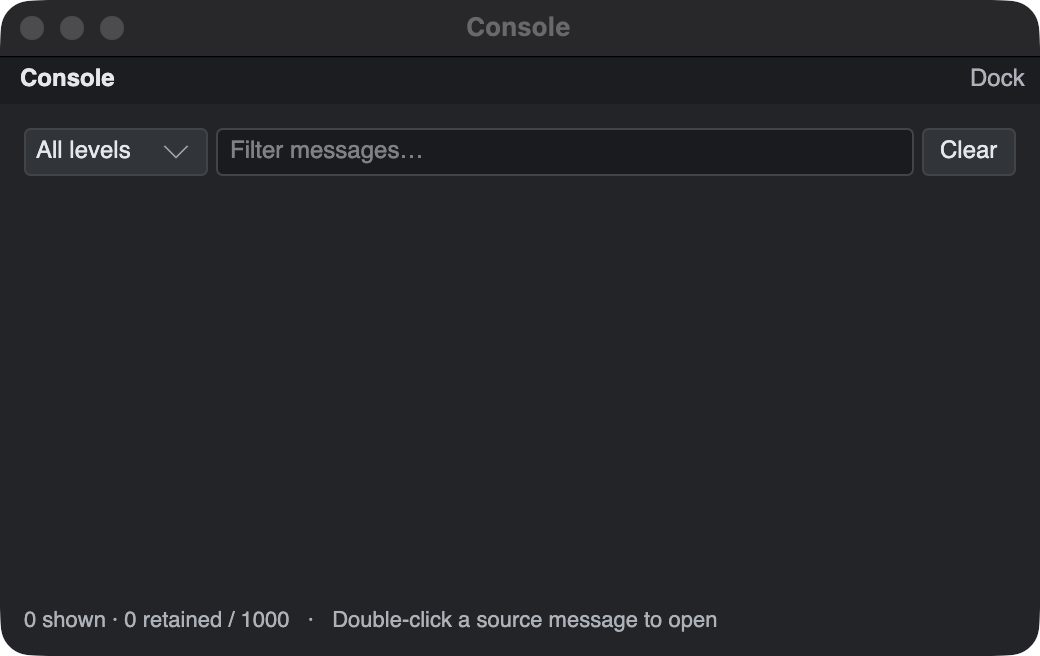 Console
Console Dock
All levels Filter messages… Clear
0 shown · 0 retained / 1000 · Double-click a source message to open